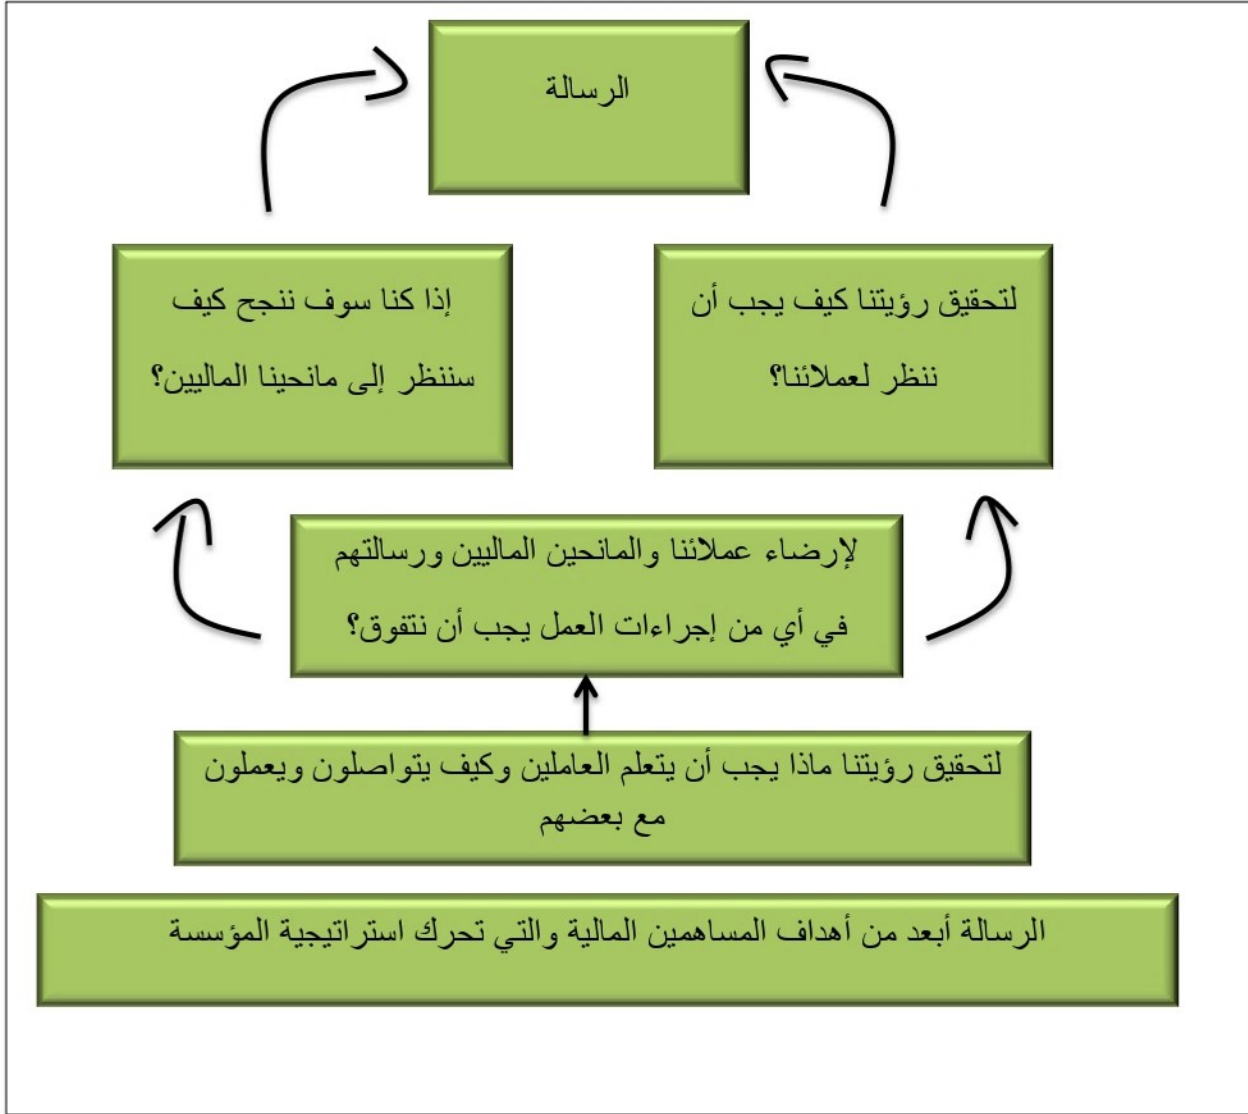 الرسالة
لتحقيق رؤيتنا كيف يجب أن
ننظر لعملائنا؟
إذا كنا سوف ننجح كيف
سننظر إلى مانحينا الماليين؟
لإرضاء عملائنا والمانحين الماليين ورسالتهم
في أي من إجراءات العمل يجب أن نتفوق؟
لتحقيق رؤيتنا ماذا يجب أن يتعلم العاملين وكيف يتواصلون ويعملون
مع بعضهم
الرسالة أبعد من أهداف المساهمين المالية والتي تحرك استراتيجية المؤسسة